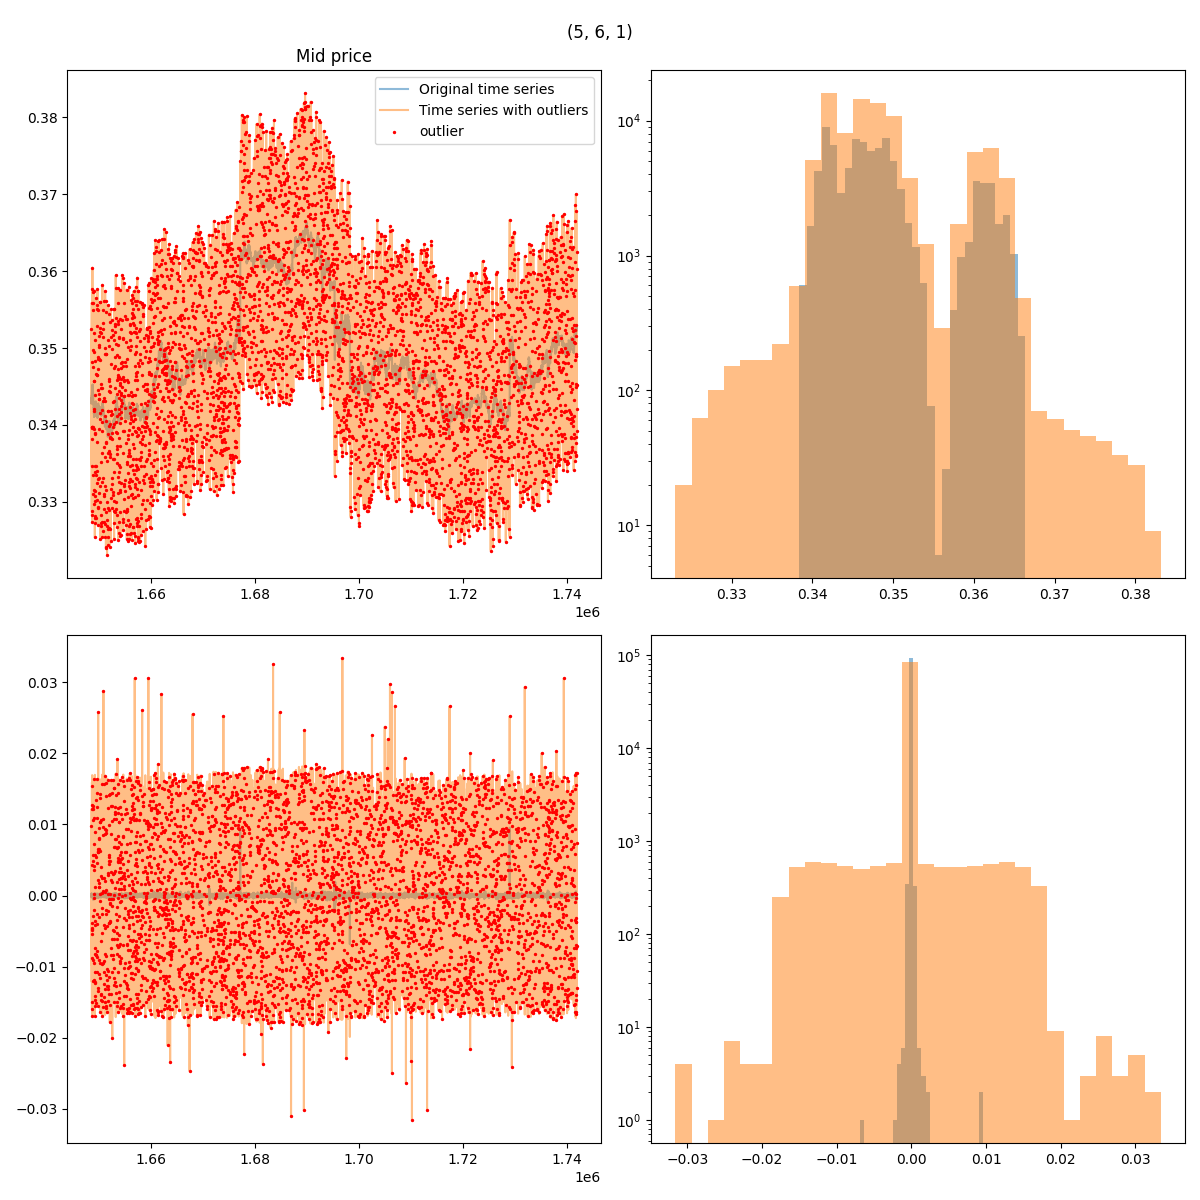 (5, 6, 1)
Mid price
Original time series
Time series with outliers
outlier
0.38
0.37
0.36
0.35
0.34
0.33
1.66 1.68 1.70 1.72 1.74
1e6
10⁴
10³
10²
10¹
0.33 0.34 0.35 0.36 0.37 0.38
0.03
0.02
0.01
0.00
−0.01
−0.02
−0.03
1.66 1.68 1.70 1.72 1.74
1e6
10⁵
10⁴
10³
10²
10¹
10⁰
−0.03 −0.02 −0.01 0.00 0.01 0.02 0.03